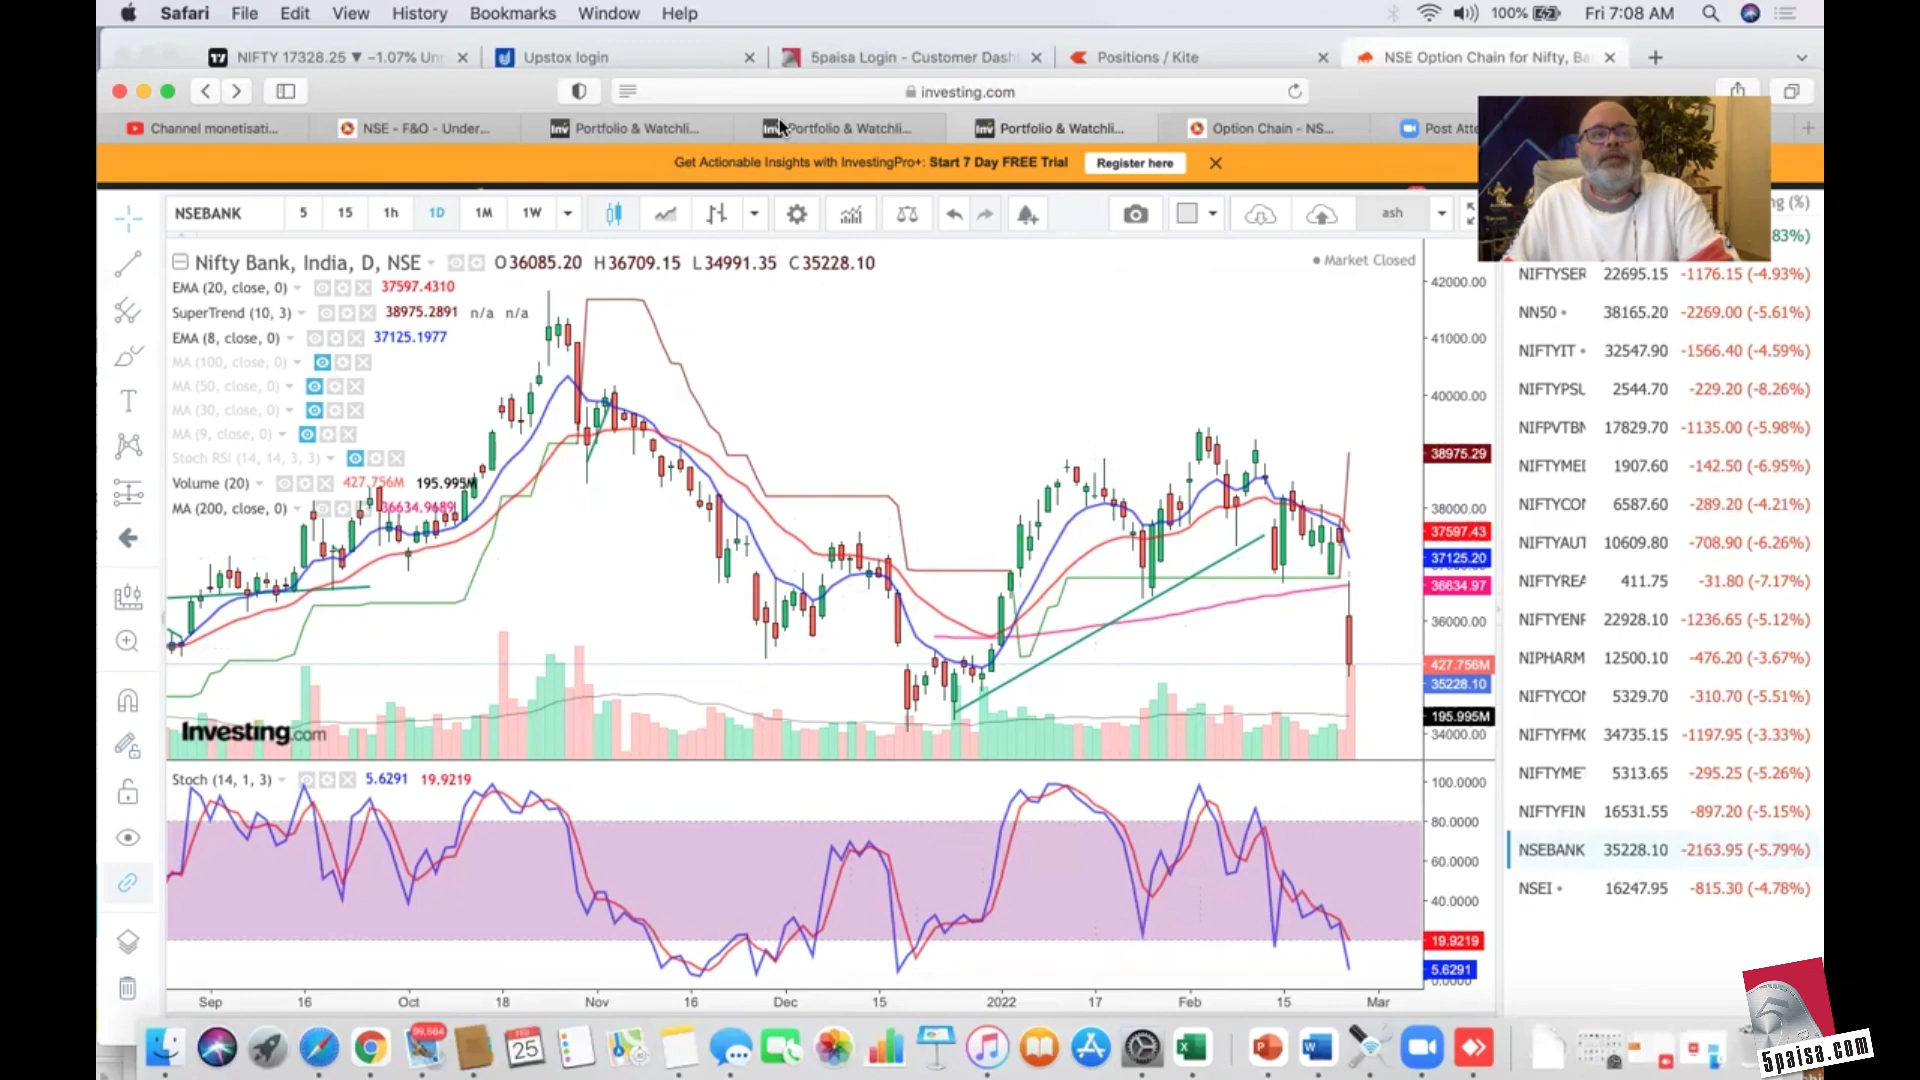 Safari File Edit View History Bookmarks Window Help 100% Fri 7:08 AM
NIFTY 17328.25 ▼ −1.07% Unn
Upstox login
5paisa Login - Customer Dash
Positions / Kite
NSE Option Chain for Nifty, Ba
investing.com
Channel monetisati...
NSE - F&O - Under...
Portfolio & Watchli...
Portfolio & Watchli...
Portfolio & Watchli...
Option Chain - NS...
Post Atte
Get Actionable Insights with InvestingPro+: Start 7 Day FREE Trial Register here
NSEBANK 5 15 1h 1D 1M 1W ash
Nifty Bank, India, D, NSE O36085.20 H36709.15 L34991.35 C35228.10
Market Closed
EMA (20, close, 0) 37597.4310
SuperTrend (10, 3) 38975.2891 n/a n/a
EMA (8, close, 0) 37125.1977
MA (100, close, 0)
MA (50, close, 0)
MA (30, close, 0)
MA (9, close, 0)
Stoch RSI (14, 14, 3, 3)
Volume (20) 427.756M 195.995M
MA (200, close, 0) 36634.9689
42000.00
41000.00
40000.00
38975.29
38000.00
37597.43
37125.20
36634.97
36000.00
427.756M
35228.10
195.995M
34000.00
Investing.com
Stoch (14, 1, 3) 5.6291 19.9219
100.0000
80.0000
60.0000
40.0000
19.9219
5.6291
0.0000
Sep 16 Oct 18 Nov 16 Dec 15 2022 17 Feb 15 Mar
ng (%)
83%)
NIFTYSER 22695.15 -1176.15 (-4.93%)
NN50 38165.20 -2269.00 (-5.61%)
NIFTYIT 32547.90 -1566.40 (-4.59%)
NIFTYPSU 2544.70 -229.20 (-8.26%)
NIFPVTBN 17829.70 -1135.00 (-5.98%)
NIFTYMEI 1907.60 -142.50 (-6.95%)
NIFTYCOI 6587.60 -289.20 (-4.21%)
NIFTYAUT 10609.80 -708.90 (-6.26%)
NIFTYREA 411.75 -31.80 (-7.17%)
NIFTYENF 22928.10 -1236.65 (-5.12%)
NIPHARM 12500.10 -476.20 (-3.67%)
NIFTYCOI 5329.70 -310.70 (-5.51%)
NIFTYFMC 34735.15 -1197.95 (-3.33%)
NIFTYME 5313.65 -295.25 (-5.26%)
NIFTYFIN 16531.55 -897.20 (-5.15%)
NSEBANK 35228.10 -2163.95 (-5.79%)
NSEI 16247.95 -815.30 (-4.78%)
99,564
FEB
25
5paisa.com